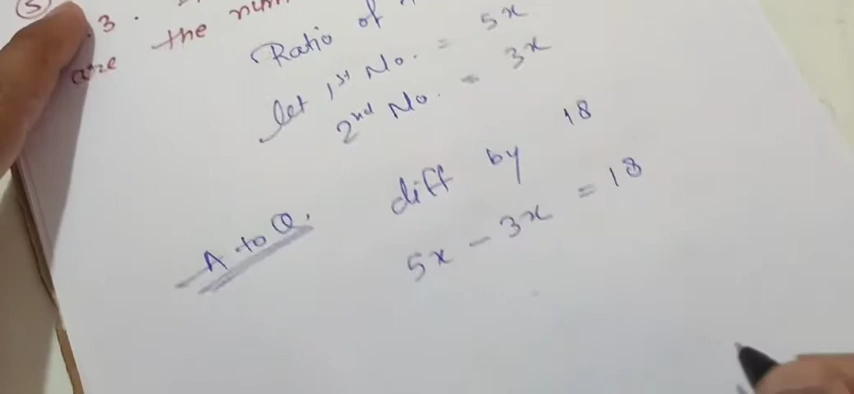 5
.3.
are the num
Ratio of
let 1st No. = 5x
2nd No. = 3x
diff by 18
A to Q.
5x - 3x = 18